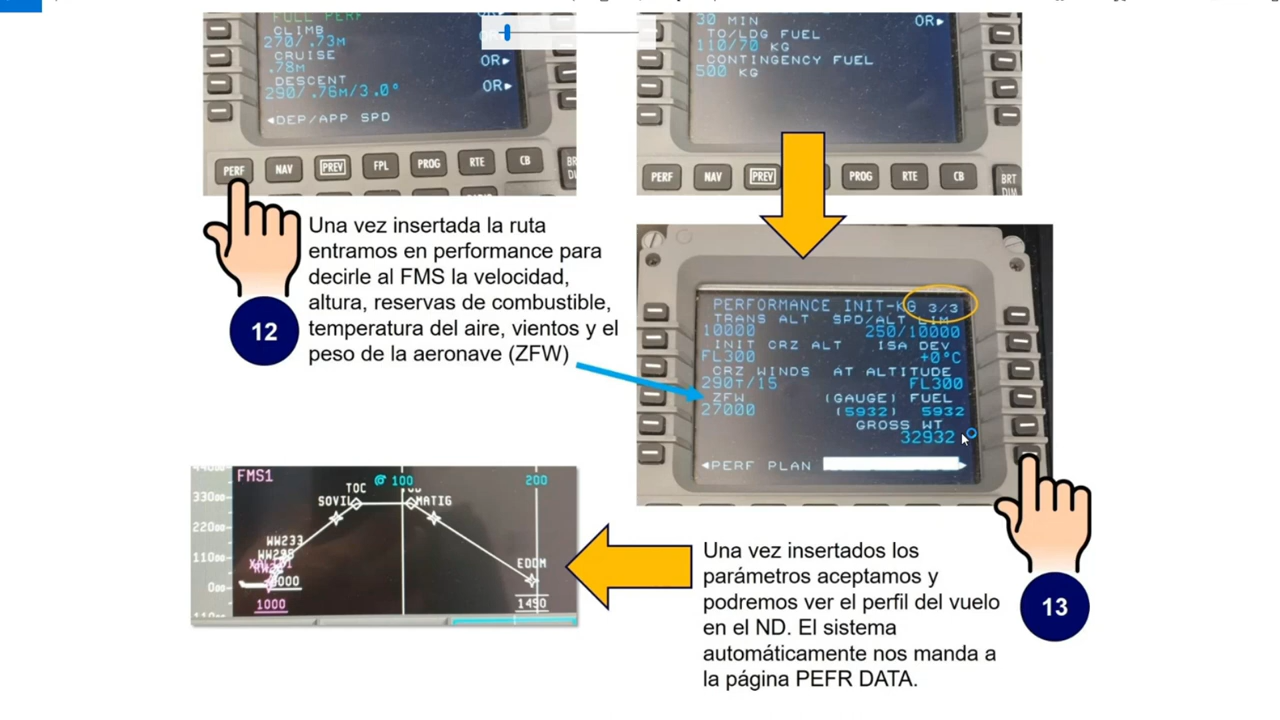 FULL PERF
CLIMB
270/.73M
CRUISE
.78M
OR▶
DESCENT
290/.76M/3.0°
OR▶
◀DEP/APP SPD
PERF NAV PREV FPL PROG RTE CB
30 MIN
OR▶
TO/LDG FUEL
110/70 KG
CONTINGENCY FUEL
500 KG
PERF NAV PREV PROG RTE CB BRT
DIM
Una vez insertada la ruta
entramos en performance para
decirle al FMS la velocidad,
altura, reservas de combustible,
temperatura del aire, vientos y el
peso de la aeronave (ZFW)
12
PERFORMANCE INIT-KG 3/3
TRANS ALT SPD/ALT LIM
10000 250/10000
INIT CRZ ALT ISA DEV
FL300 +0°C
CRZ WINDS AT ALTITUDE
290T/15 FL300
ZFW (GAUGE) FUEL
27000 (5932) 5932
GROSS WT
32932
◀PERF PLAN
FMS1
100 200
TOC
SOVIL MATIG
33000
22000
WW233
11000
EDDM
000
1000
1490
Una vez insertados los
parámetros aceptamos y
podremos ver el perfil del vuelo
en el ND. El sistema
automáticamente nos manda a
la página PEFR DATA.
13